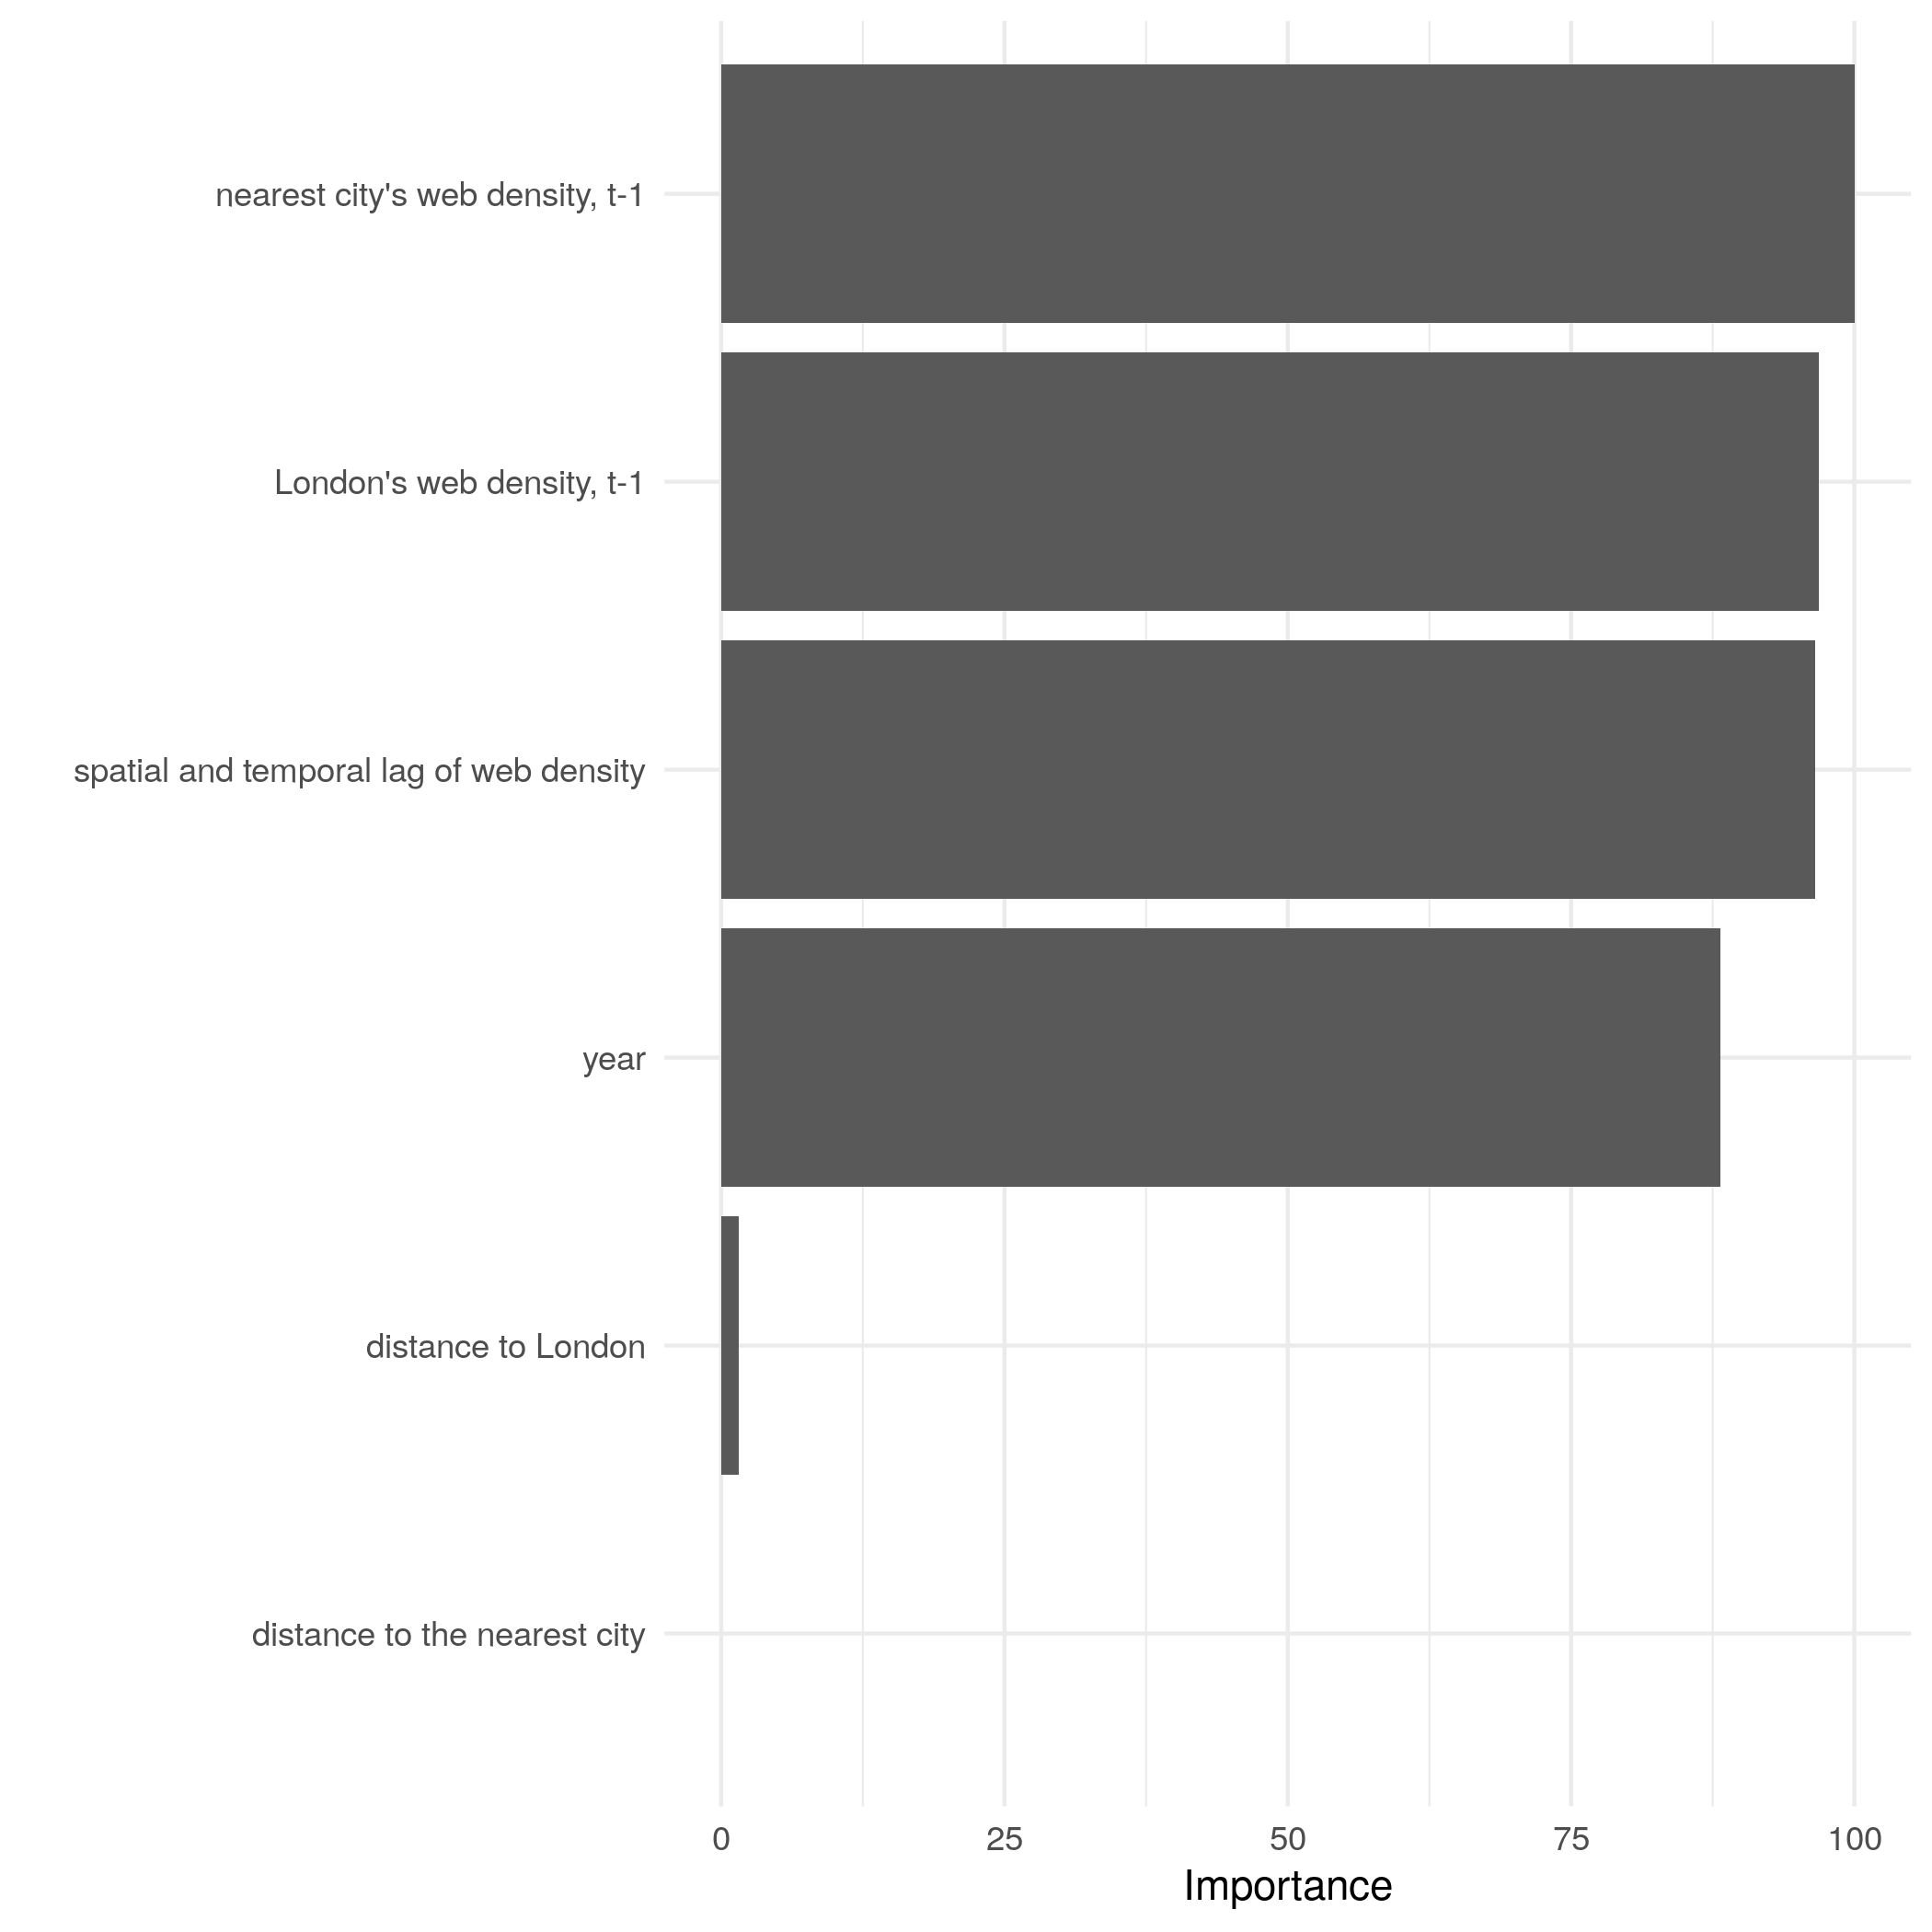 nearest city's web density, t-1
London's web density, t-1
spatial and temporal lag of web density
year
distance to London
distance to the nearest city
0 25 50 75 100
Importance